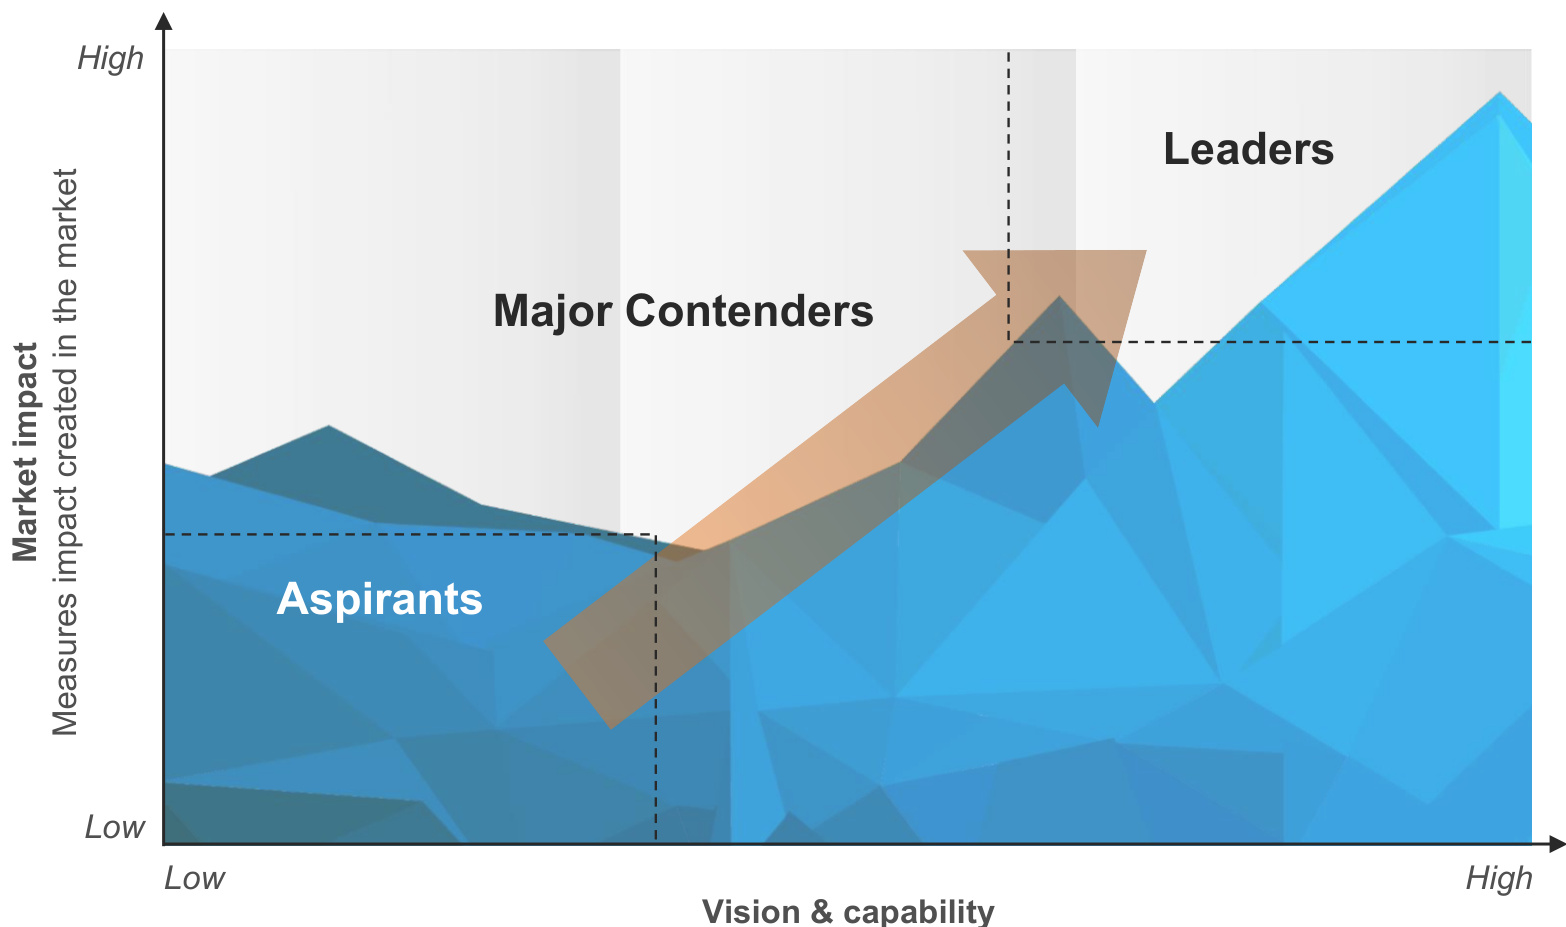 High
Leaders
Major Contenders
Market impact
Measures impact created in the market
Aspirants
Low
Low
High
Vision & capability